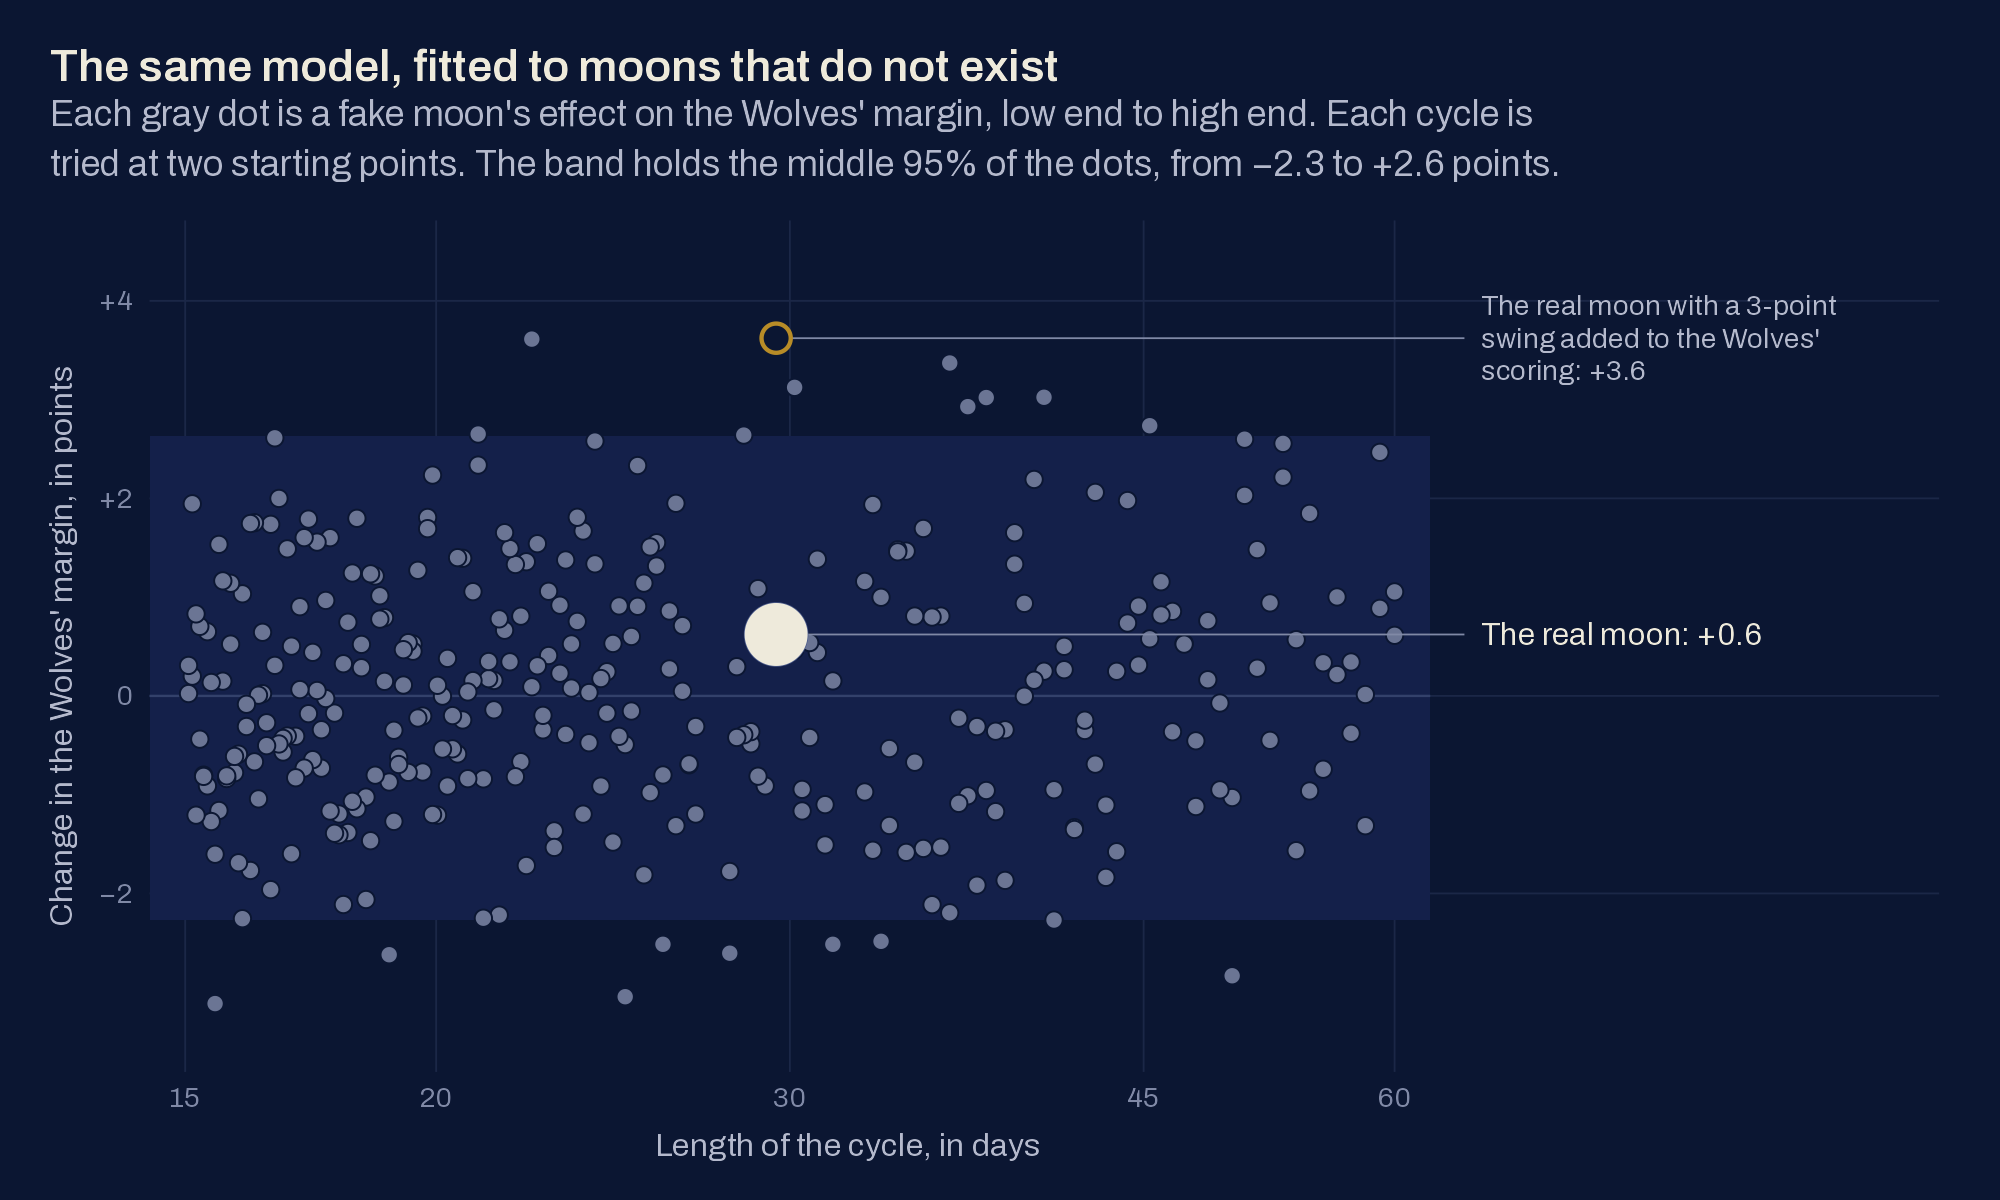 The same model, fitted to moons that do not exist
Each gray dot is a fake moon's effect on the Wolves' margin, low end to high end. Each cycle is
tried at two starting points. The band holds the middle 95% of the dots, from −2.3 to +2.6 points.
Change in the Wolves' margin, in points
+4
+2
0
−2
The real moon with a 3-point
swing added to the Wolves'
scoring: +3.6
The real moon: +0.6
15
20
30
45
60
Length of the cycle, in days